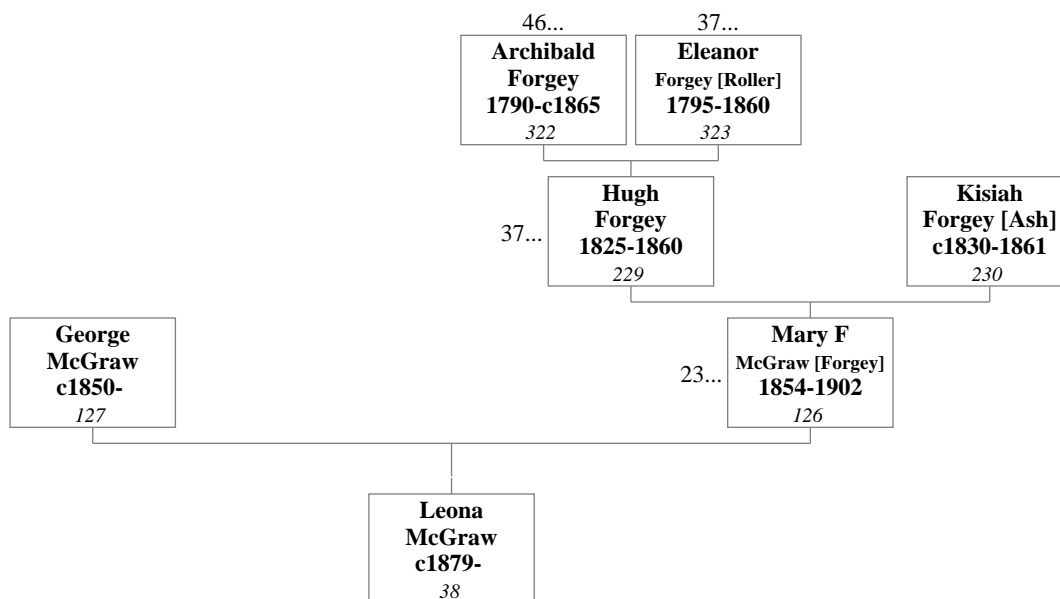 46...
37...
Archibald
Forgey
1790-c1865
322
Eleanor
Forgey [Roller]
1795-1860
323
37...
Hugh
Forgey
1825-1860
229
Kisiah
Forgey [Ash]
c1830-1861
230
George
McGraw
c1850-
127
23...
Mary F
McGraw [Forgey]
1854-1902
126
Leona
McGraw
c1879-
38